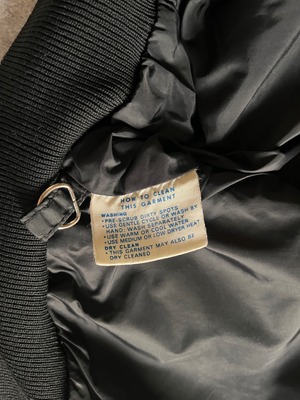 HOW TO CLEAN
THIS GARMENT
WASHING
• PRE-SCRUB DIRTY SPOTS
• USE GENTLE CYCLE OR WASH BY
HAND: WASH SEPARATELY
• USE WARM OR COOL WATER
• USE MEDIUM OR LOW DRYER HEAT
DRY CLEAN
• THIS GARMENT MAY ALSO BE
DRY CLEANED